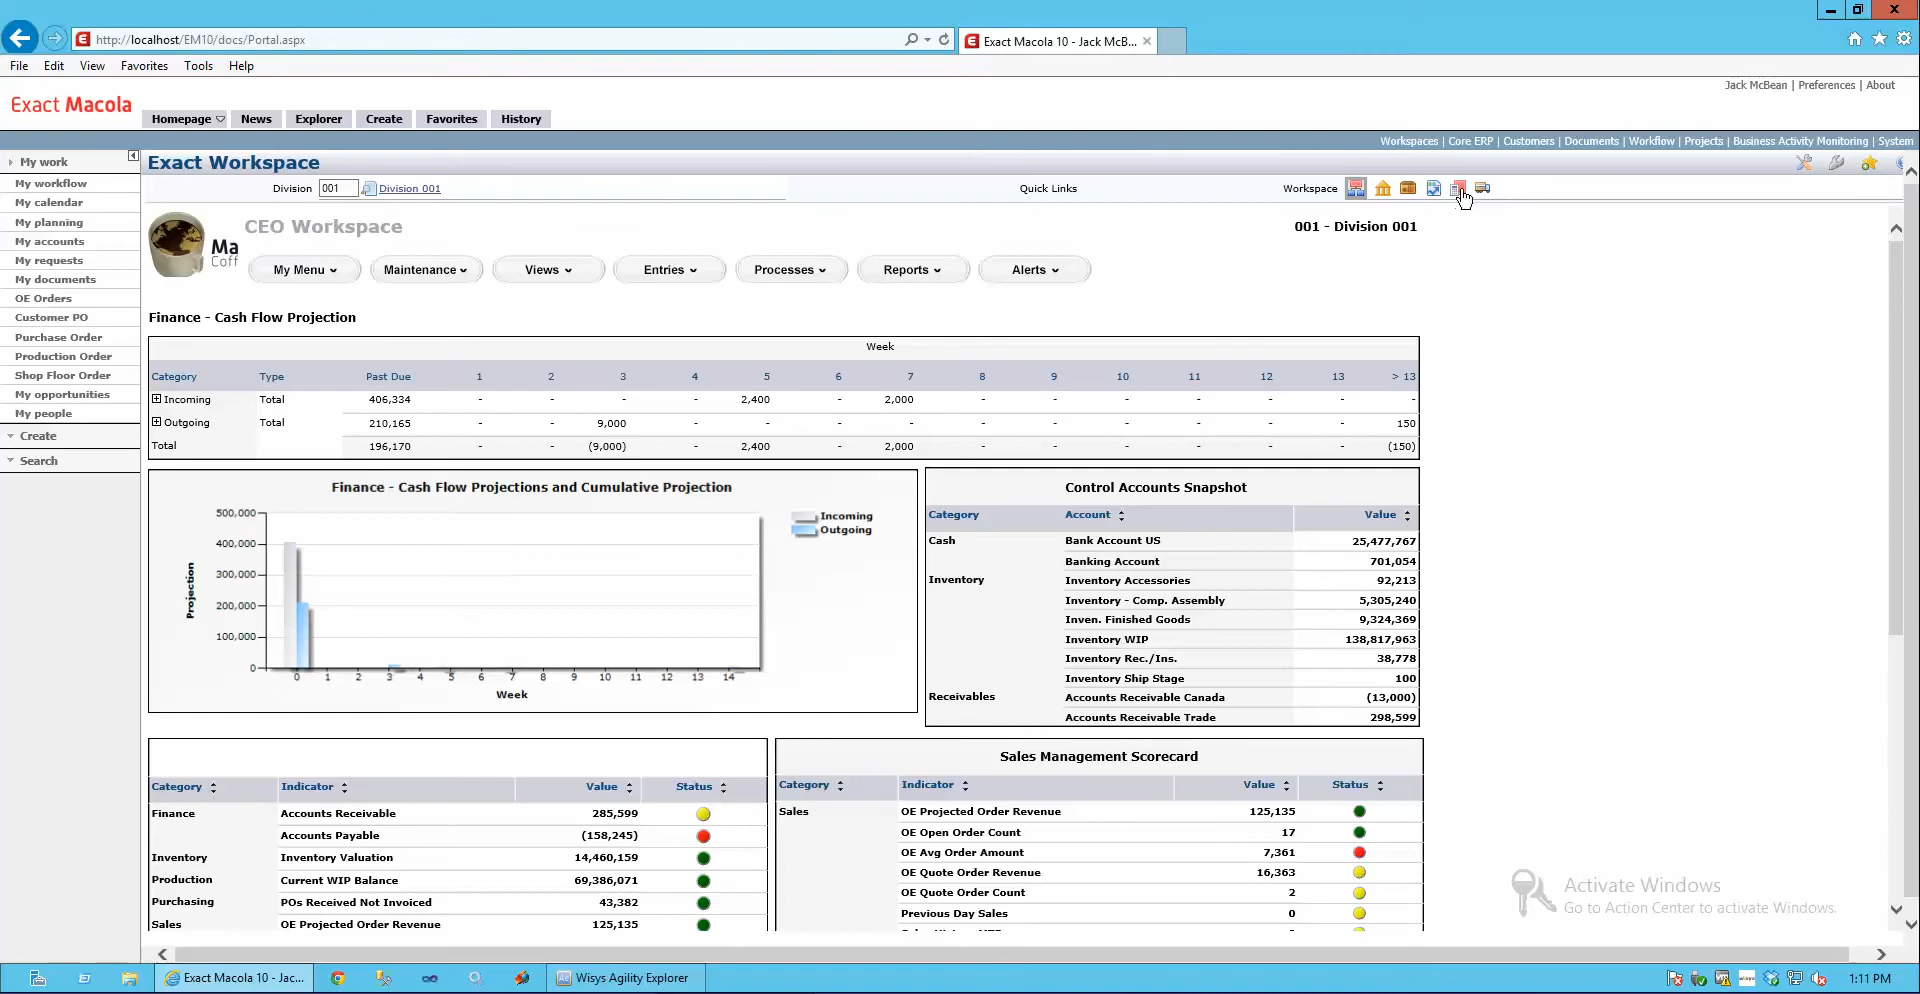 http://localhost/EM10/docs/Portal.aspx
Exact Macola 10 - Jack McB...
File Edit View Favorites Tools Help
Jack McBean | Preferences | About
Exact Macola
Homepage News Explorer Create Favorites History
Workspaces | Core ERP | Customers | Documents | Workflow | Projects | Business Activity Monitoring | System
My work
My workflow
My calendar
My planning
My accounts
My requests
My documents
OE Orders
Customer PO
Purchase Order
Production Order
Shop Floor Order
My opportunities
My people
Create
Search
Exact Workspace
Division 001 Division 001 Quick Links Workspace
CEO Workspace
001 - Division 001
Ma
Coff
My Menu Maintenance Views Entries Processes Reports Alerts
Finance - Cash Flow Projection
Week
Category Type Past Due 1 2 3 4 5 6 7 8 9 10 11 12 13 > 13
Incoming Total 406,334 - - - - 2,400 - 2,000 - - - - - - -
Outgoing Total 210,165 - - 9,000 - - - - - - - - - - 150
Total 196,170 - - (9,000) - 2,400 - 2,000 - - - - - - (150)
Finance - Cash Flow Projections and Cumulative Projection
Incoming
Outgoing
500,000
400,000
300,000
200,000
100,000
0
Projection
0 1 2 3 4 5 6 7 8 9 10 11 12 13 14
Week
Control Accounts Snapshot
Category Account Value
Cash Bank Account US 25,477,767
Banking Account 701,054
Inventory Inventory Accessories 92,213
Inventory - Comp. Assembly 5,305,240
Inven. Finished Goods 9,324,369
Inventory WIP 138,817,963
Inventory Rec./Ins. 38,778
Inventory Ship Stage 100
Receivables Accounts Receivable Canada (13,000)
Accounts Receivable Trade 298,599
Category Indicator Value Status
Finance Accounts Receivable 285,599
Accounts Payable (158,245)
Inventory Inventory Valuation 14,460,159
Production Current WIP Balance 69,386,071
Purchasing POs Received Not Invoiced 43,382
Sales OE Projected Order Revenue 125,135
Sales Management Scorecard
Category Indicator Value Status
Sales OE Projected Order Revenue 125,135
OE Open Order Count 17
OE Avg Order Amount 7,361
OE Quote Order Revenue 16,363
OE Quote Order Count 2
Previous Day Sales 0
Activate Windows
Go to Action Center to activate Windows.
Exact Macola 10 - Jac...
Wisys Agility Explorer
1:11 PM